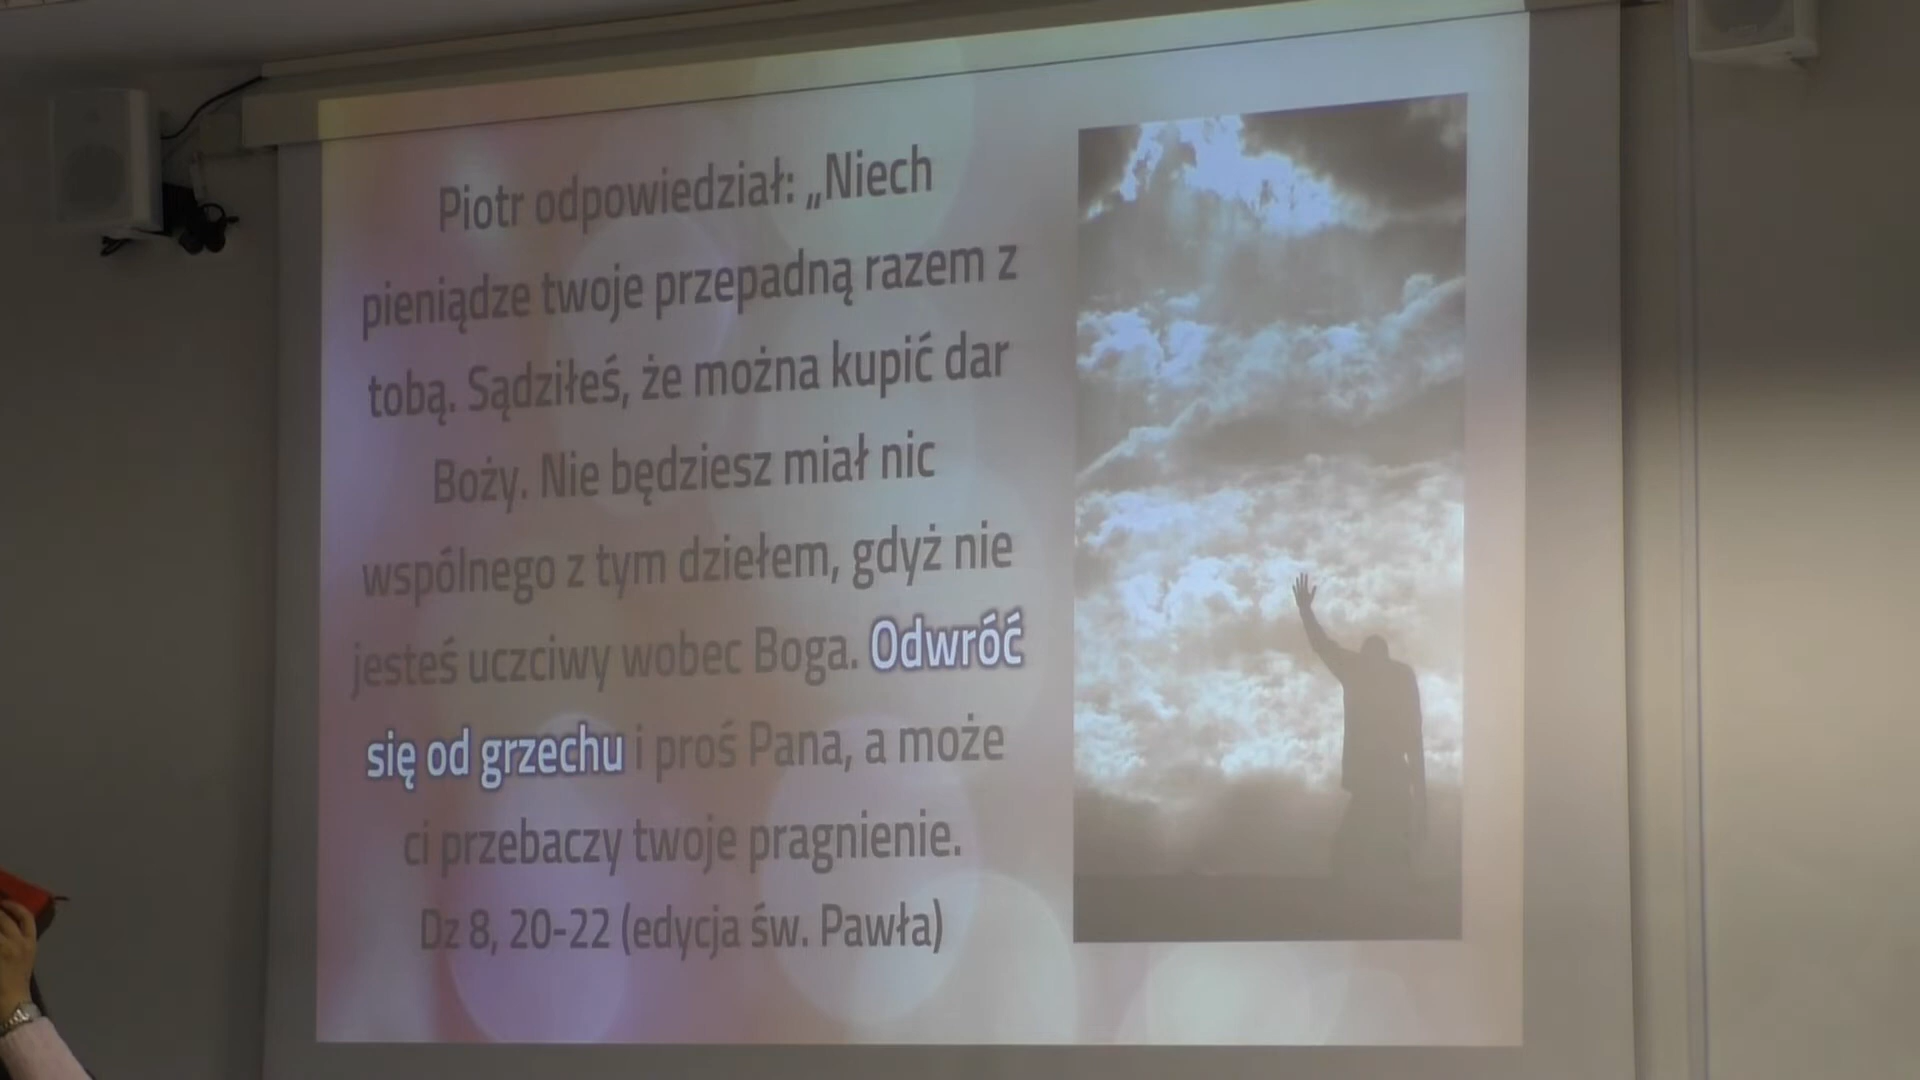 Piotr odpowiedział: „Niech
pieniądze twoje przepadną razem z
tobą. Sądziłeś, że można kupić dar
Boży. Nie będziesz miał nic
wspólnego z tym dziełem, gdyż nie
jesteś uczciwy wobec Boga. Odwróć
się od grzechu i proś Pana, a może
ci przebaczy twoje pragnienie.
Dz 8, 20-22 (edycja św. Pawła)